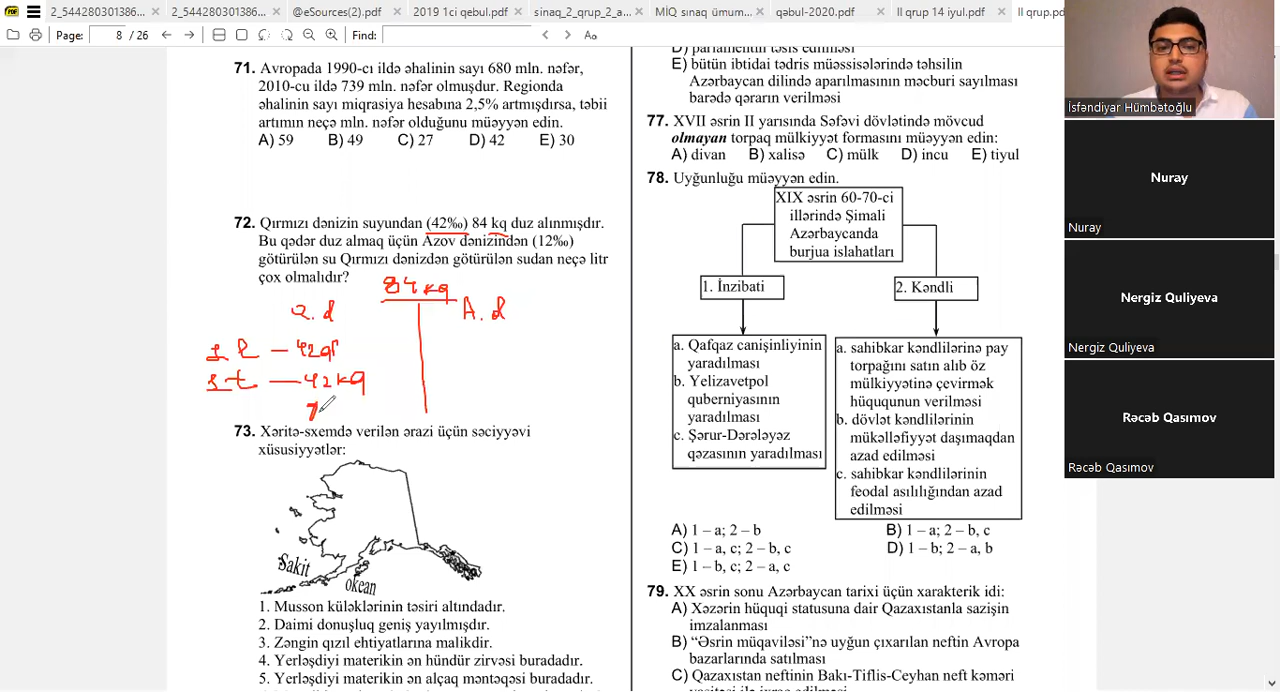 2_544280301386...
2_544280301386...
@eSources(2).pdf
2019 1ci qebul.pdf
sinaq_2_qrup_2_a...
MİQ sınaq ümum...
qəbul-2020.pdf
II qrup 14 iyul.pdf
II qrup.pd
Page: 8 / 26
Find:
71. Avropada 1990-cı ildə əhalinin sayı 680 mln. nəfər,
2010-cu ildə 739 mln. nəfər olmuşdur. Regionda
əhalinin sayı miqrasiya hesabına 2,5% artmışdırsa, təbii
artımın neçə mln. nəfər olduğunu müəyyən edin.
A) 59 B) 49 C) 27 D) 42 E) 30
72. Qırmızı dənizin suyundan (42‰) 84 kq duz alınmışdır.
Bu qədər duz almaq üçün Azov dənizindən (12‰)
götürülən su Qırmızı dənizdən götürülən sudan neçə litr
çox olmalıdır?
84 kq
Q. d
A. d
1 l — 42 qr
1 t — 42 kq
73. Xəritə-sxemdə verilən ərazi üçün səciyyəvi
xüsusiyyətlər:
Sakit
okean
1. Musson küləklərinin təsiri altındadır.
2. Daimi donuşluq geniş yayılmışdır.
3. Zəngin qızıl ehtiyatlarına malikdir.
4. Yerləşdiyi materikin ən hündür zirvəsi buradadır.
5. Yerləşdiyi materikin ən alçaq məntəqəsi buradadır.
D) parlamentin təsis edilməsi
E) bütün ibtidai tədris müəssisələrində təhsilin
Azərbaycan dilində aparılmasının məcburi sayılması
barədə qərarın verilməsi
77. XVII əsrin II yarısında Səfəvi dövlətində mövcud
olmayan torpaq mülkiyyət formasını müəyyən edin:
A) divan B) xalisə C) mülk D) incu E) tiyul
78. Uyğunluğu müəyyən edin.
XIX əsrin 60-70-ci
illərində Şimali
Azərbaycanda
burjua islahatları
1. İnzibati
2. Kəndli
a. Qafqaz canişinliyinin
yaradılması
b. Yelizavetpol
quberniyasının
yaradılması
c. Şərur-Dərələyəz
qəzasının yaradılması
a. sahibkar kəndlilərinə pay
torpağını satın alıb öz
mülkiyyətinə çevirmək
hüququnun verilməsi
b. dövlət kəndlilərinin
mükəlləfiyyət daşımaqdan
azad edilməsi
c. sahibkar kəndlilərinin
feodal asılılığından azad
edilməsi
A) 1 – a; 2 – b B) 1 – a; 2 – b, c
C) 1 – a, c; 2 – b, c D) 1 – b; 2 – a, b
E) 1 – b, c; 2 – a, c
79. XX əsrin sonu Azərbaycan tarixi üçün xarakterik idi:
A) Xəzərin hüquqi statusuna dair Qazaxıstanla sazişin
imzalanması
B) “Əsrin müqaviləsi”nə uyğun çıxarılan neftin Avropa
bazarlarında satılması
C) Qazaxıstan neftinin Bakı-Tiflis-Ceyhan neft kəməri
İsfəndiyar Hümbətoğlu
Nuray
Nuray
Nergiz Quliyeva
Nergiz Quliyeva
Rəcəb Qasımov
Rəcəb Qasımov